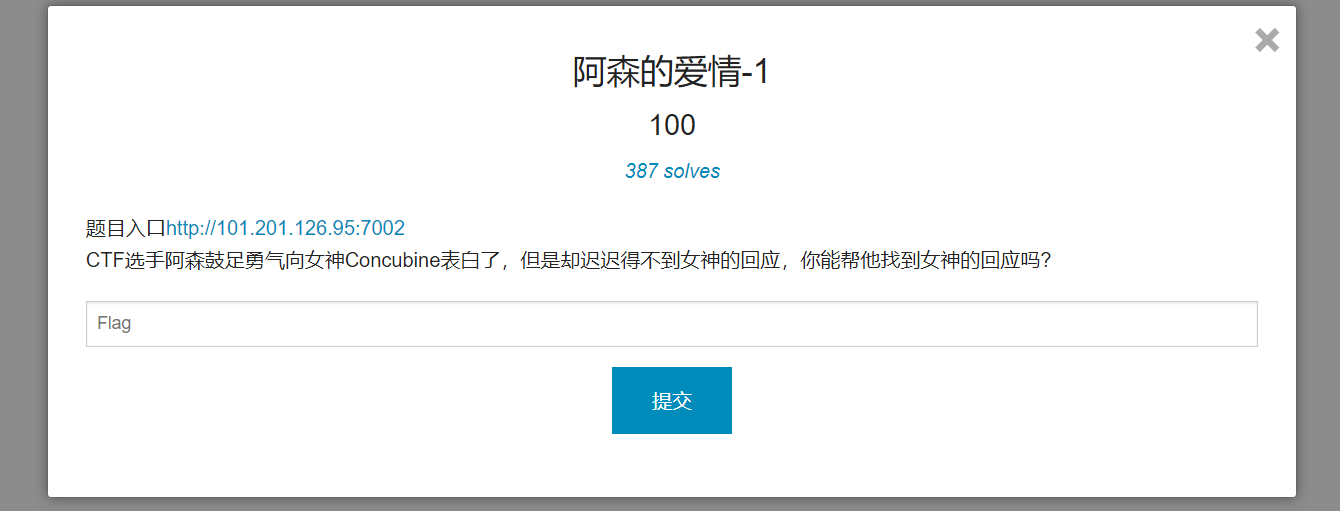 阿森的爱情-1
100
387 solves
题目入口http://101.201.126.95:7002
CTF选手阿森鼓足勇气向女神Concubine表白了，但是却迟迟得不到女神的回应，你能帮他找到女神的回应吗?
Flag
提交